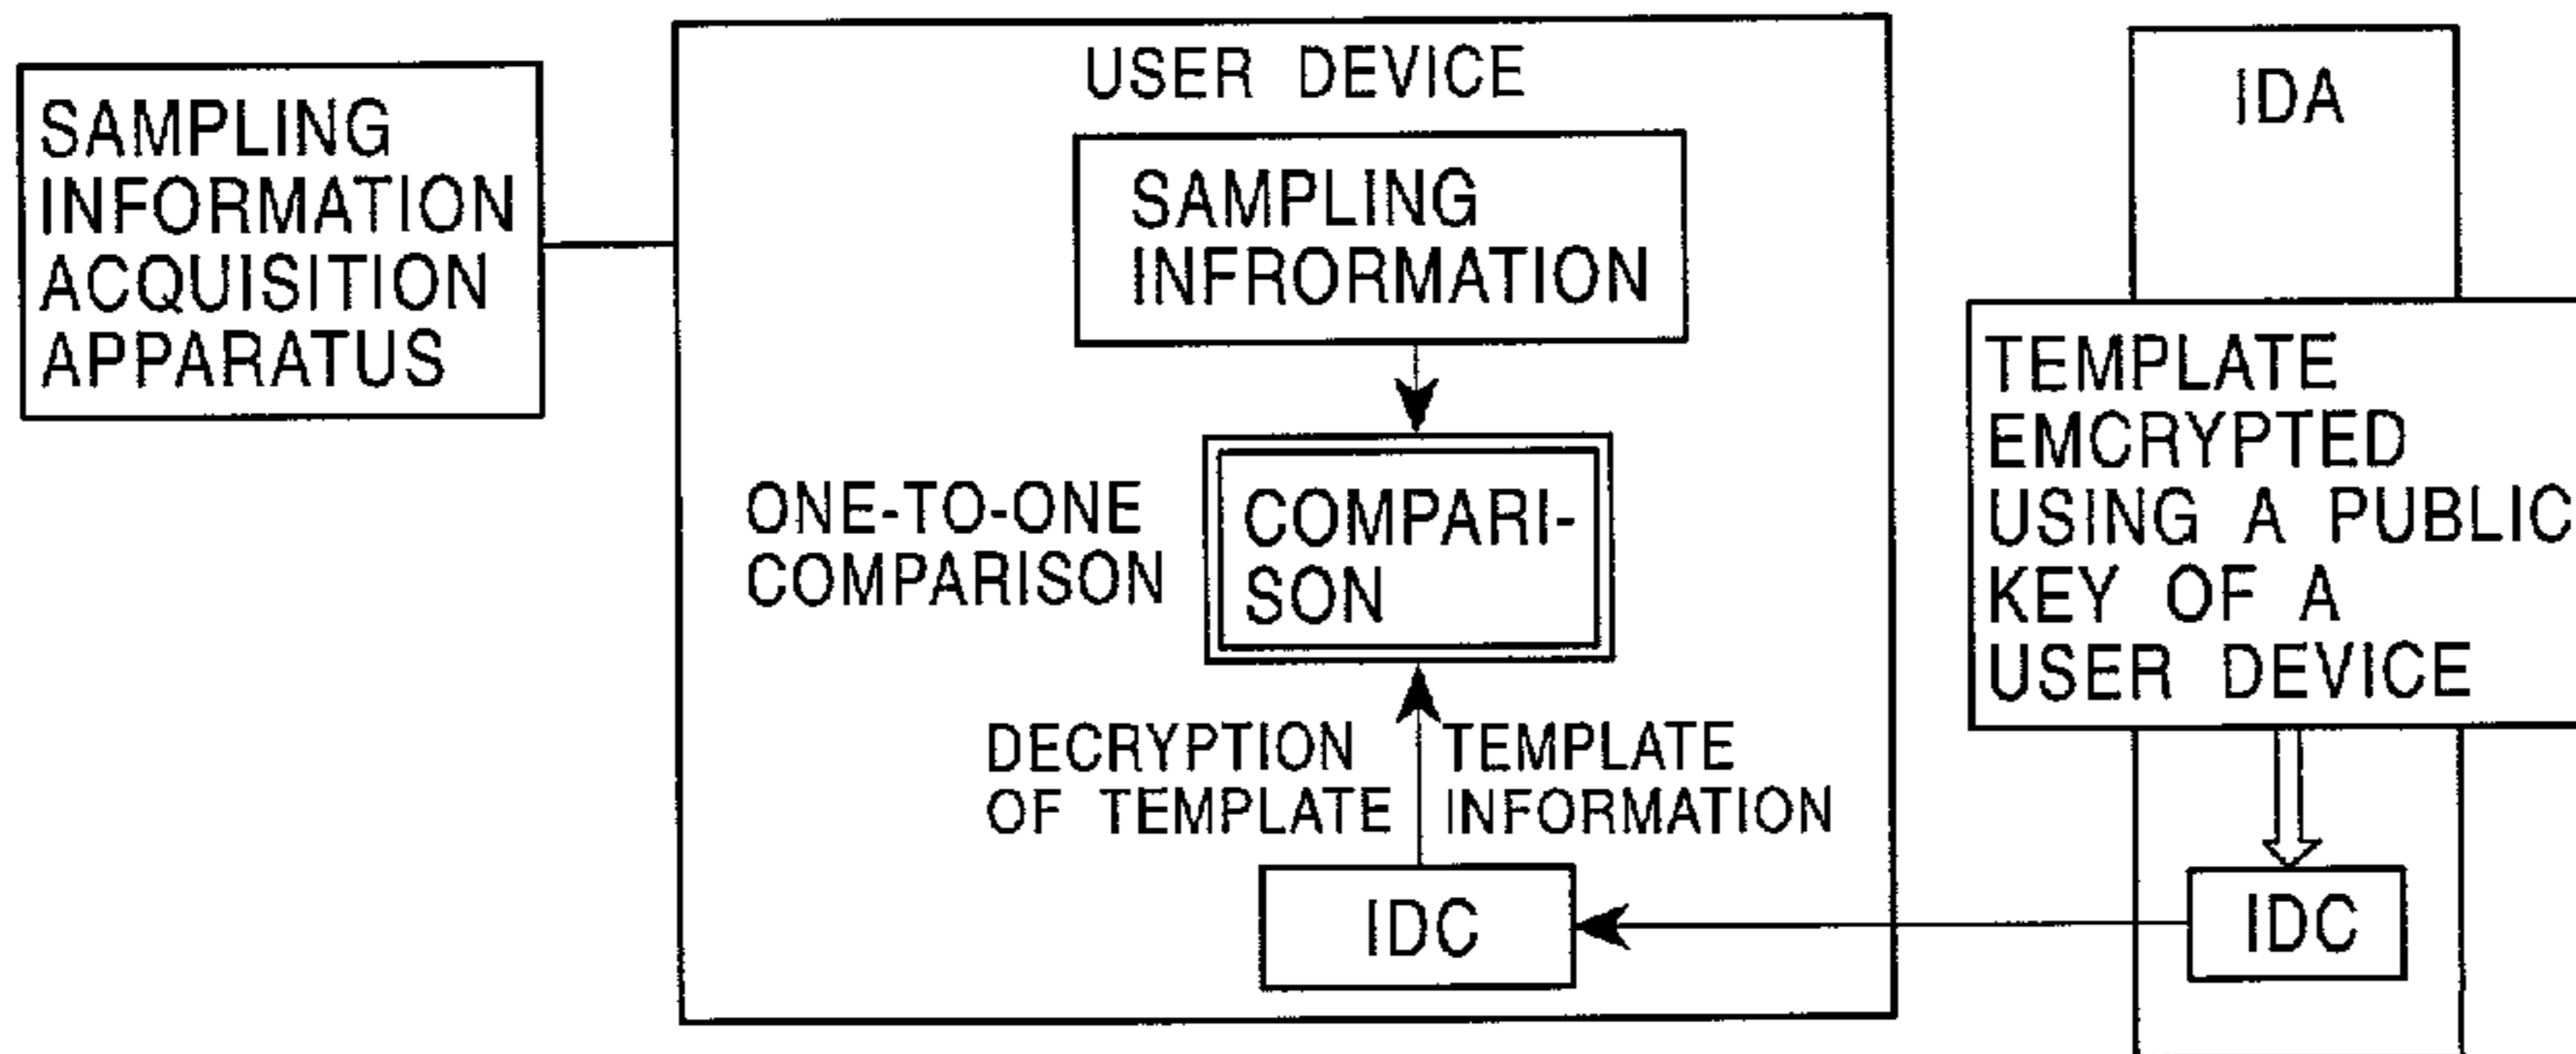 SAMPLING
INFORMATION
ACQUISITION
APPARATUS
USER DEVICE
SAMPLING
INFRORMATION
ONE-TO-ONE
COMPARISON
COMPARI-
SON
DECRYPTION
OF TEMPLATE
TEMPLATE
INFORMATION
IDC
IDA
TEMPLATE
EMCRYPTED
USING A PUBLIC
KEY OF A
USER DEVICE
IDC